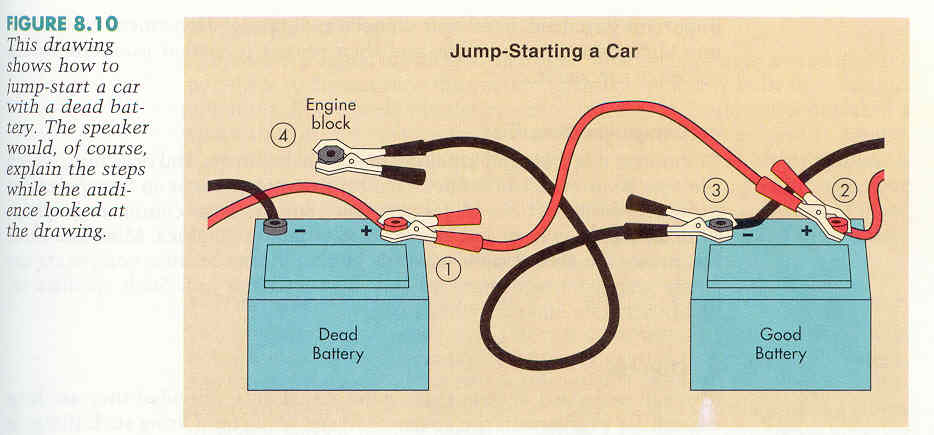 FIGURE 8.10
This drawing
shows how to
jump-start a car
with a dead bat-
tery. The speaker
would, of course,
explain the steps
while the audi-
ence looked at
the drawing.
Jump-Starting a Car
Engine
block
4
3
2
- +
- +
1
Dead
Battery
Good
Battery